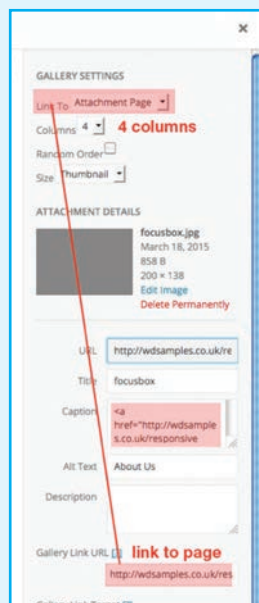 ×
GALLERY SETTINGS
Link To Attachment Page
Columns 4 4 columns
Random Order
Size Thumbnail
ATTACHMENT DETAILS
focusbox.jpg
March 18, 2015
858 B
200 × 138
Edit Image
Delete Permanently
URL http://wdsamples.co.uk/re
Title focusbox
Caption <a
href="http://wdsample
s.co.uk/responsive
Alt Text About Us
Description
Gallery Link URL [?] link to page
http://wdsamples.co.uk/res